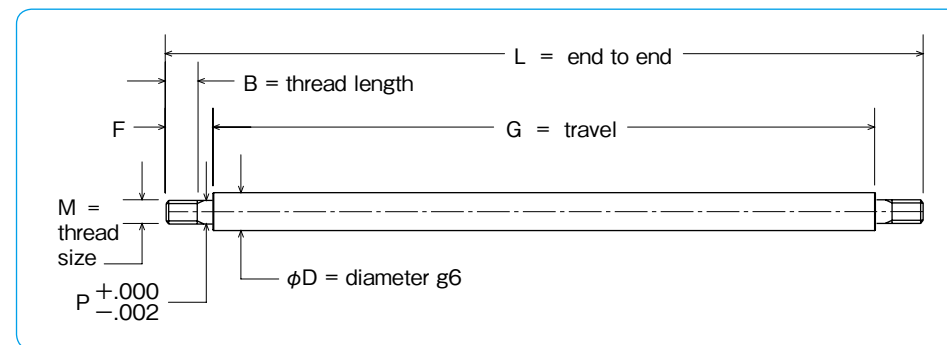 L = end to end
B = thread length
F
G = travel
M =
thread
size
φD = diameter g6
P +.000
−.002